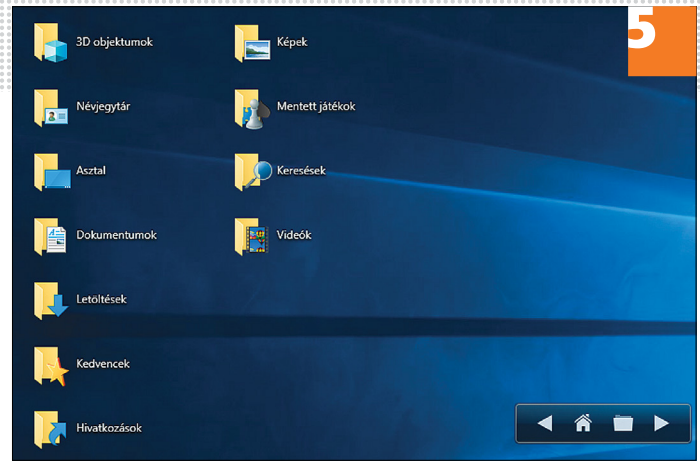 5
3D objektumok
Névjegytár
Asztal
Dokumentumok
Letöltések
Kedvencek
Hivatkozások
Képek
Mentett játékok
Keresések
Videók